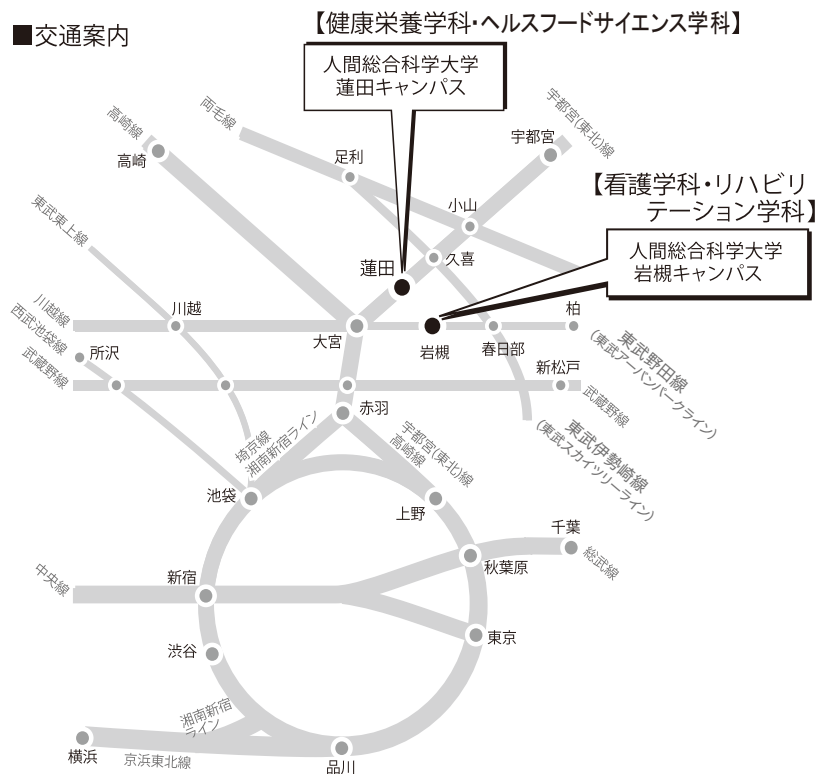 ■交通案内
【健康栄養学科・ヘルスフードサイエンス学科】
人間総合科学大学
蓮田キャンパス
高崎線
両毛線
宇都宮(東北)線
高崎
足利
宇都宮
【看護学科・リハビリ
テーション学科】
人間総合科学大学
岩槻キャンパス
東武東上線
小山
蓮田
久喜
川越線
川越
大宮
岩槻
春日部
柏
西武池袋線
所沢
武蔵野線
新松戸
武蔵野線
東武野田線
(東武アーバンパークライン)
赤羽
埼京線
湘南新宿ライン
宇都宮(東北)線
高崎線
東武伊勢崎線
(東武スカイツリーライン)
池袋
上野
千葉
秋葉原
総武線
中央線
新宿
東京
渋谷
湘南新宿
ライン
横浜
京浜東北線
品川